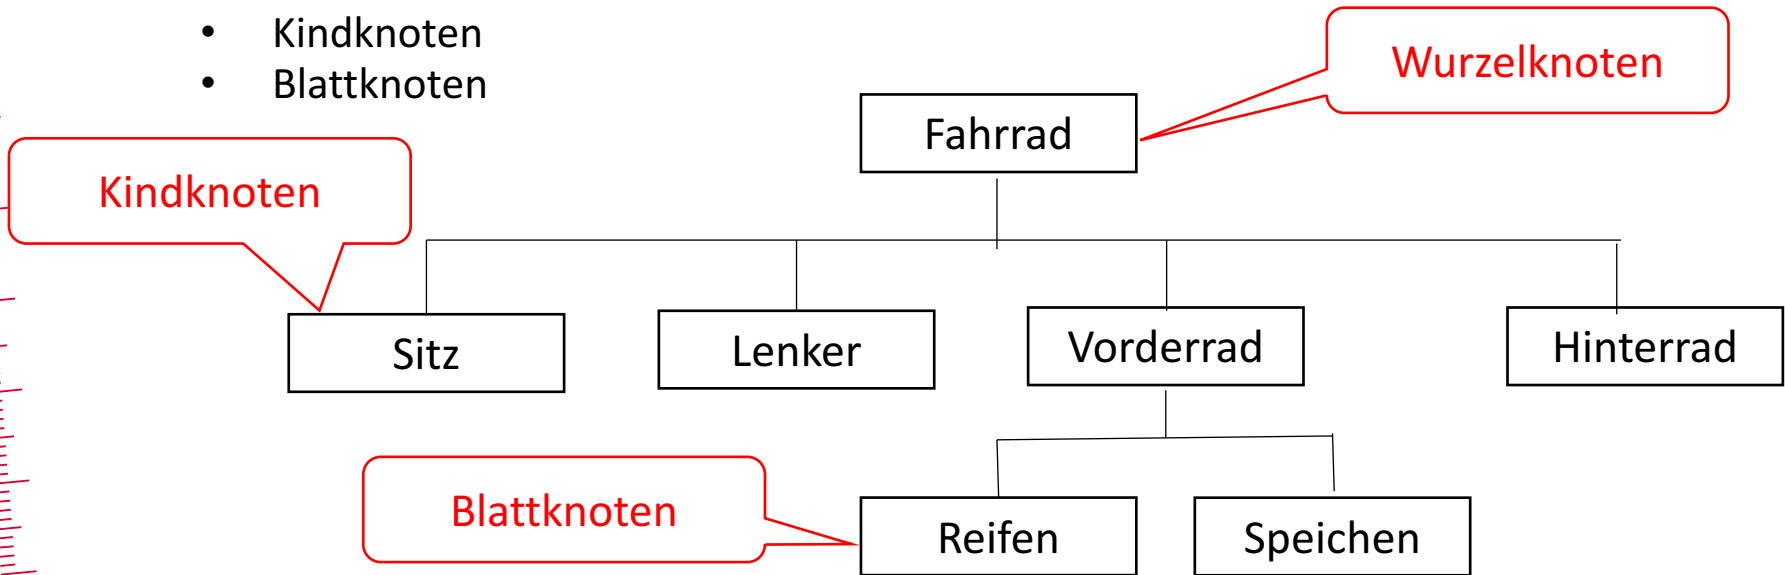 • Kindknoten
• Blattknoten
Wurzelknoten
Fahrrad
Kindknoten
Sitz
Lenker
Vorderrad
Hinterrad
Blattknoten
Reifen
Speichen